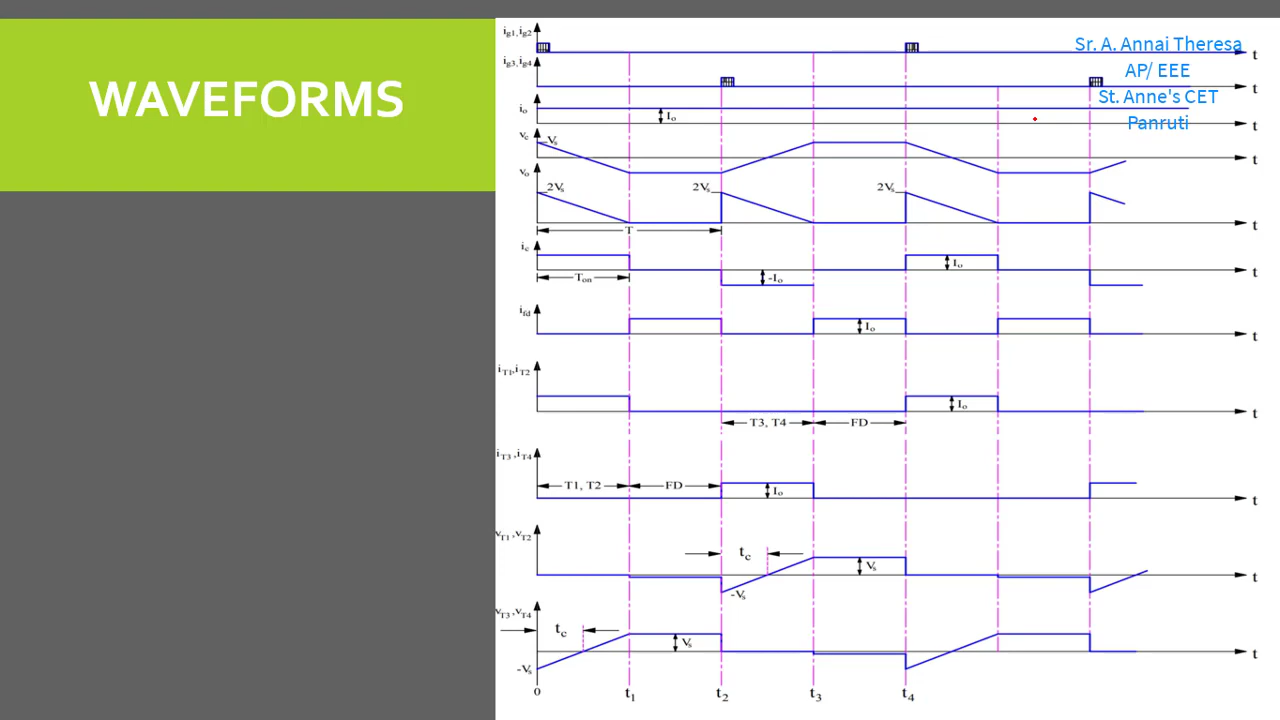 WAVEFORMS
Sr. A. Annai Theresa
AP/ EEE
St. Anne's CET
Panruti
ig1, ig2
t
ig3, ig4
t
io
Io
t
vc
Vs
t
vo
2Vs
2Vs
2Vs
t
T
ic
Io
t
Ton
-Io
ifd
Io
t
iT1, iT2
Io
t
T3, T4
FD
iT3 ,iT4
T1, T2
FD
Io
t
vT1 ,vT2
tc
Vs
t
-Vs
vT3, vT4
tc
Vs
t
-Vs
0
t1
t2
t3
t4